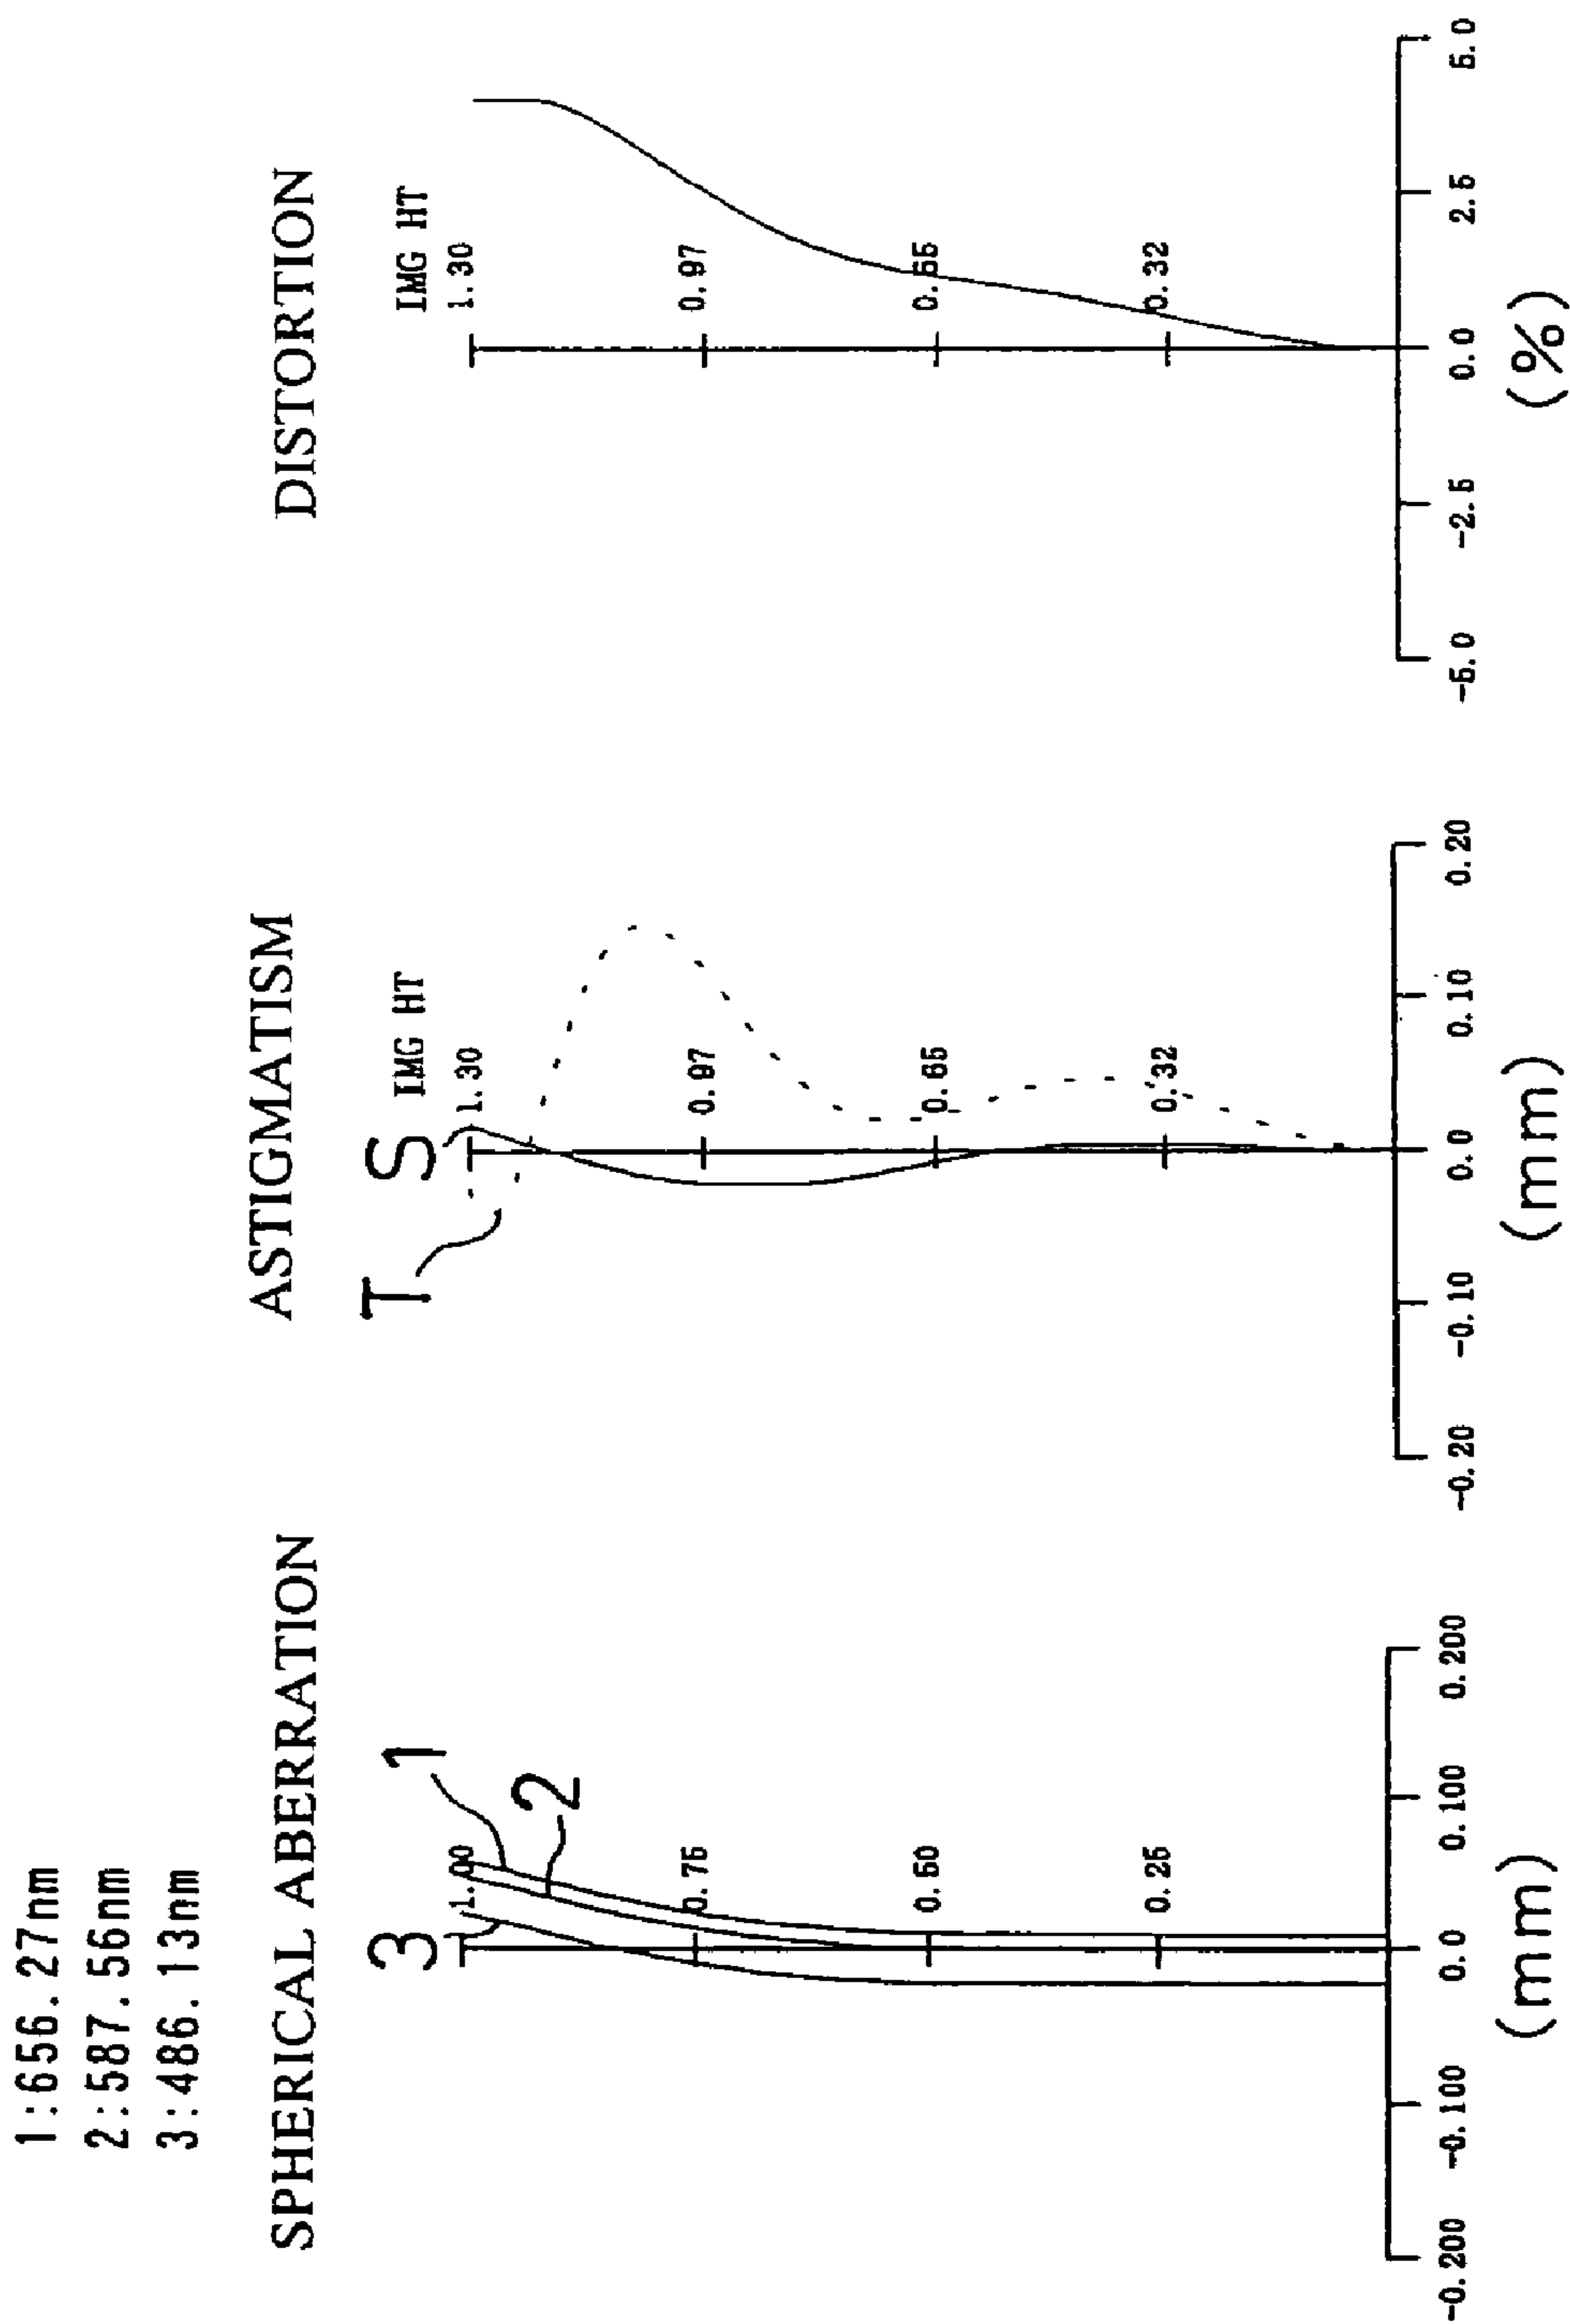 1:656.27nm
2:587.56nm
3:486.13nm
SPHERICAL ABERRATION
3
1
2
1.00
0.75
0.50
0.25
-0.200 -0.100 0.0 0.100 0.200
(mm)
ASTIGMATISM
T
S
IMG HT
1.30
0.97
0.65
0.32
-0.20 -0.10 0.0 0.10 0.20
(mm)
DISTORTION
IMG HT
1.30
0.97
0.65
0.32
-5.0 -2.5 0.0 2.5 5.0
(%)